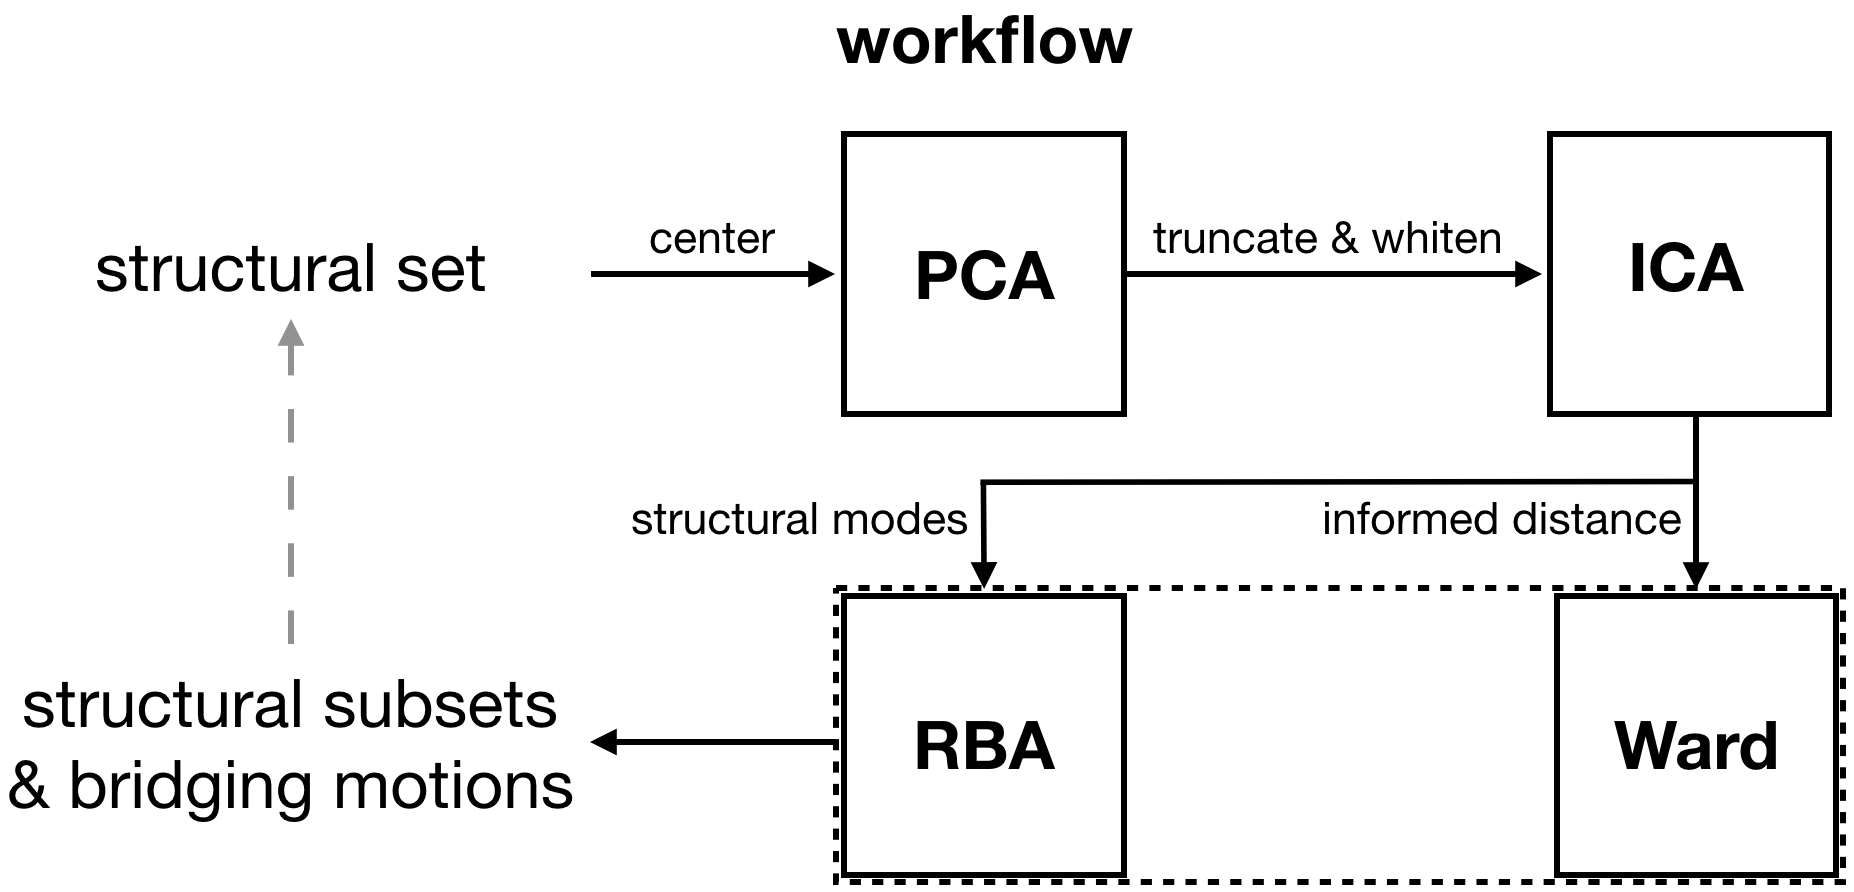 workflow
structural set
center
PCA
truncate & whiten
ICA
structural modes
informed distance
structural subsets
& bridging motions
RBA
Ward